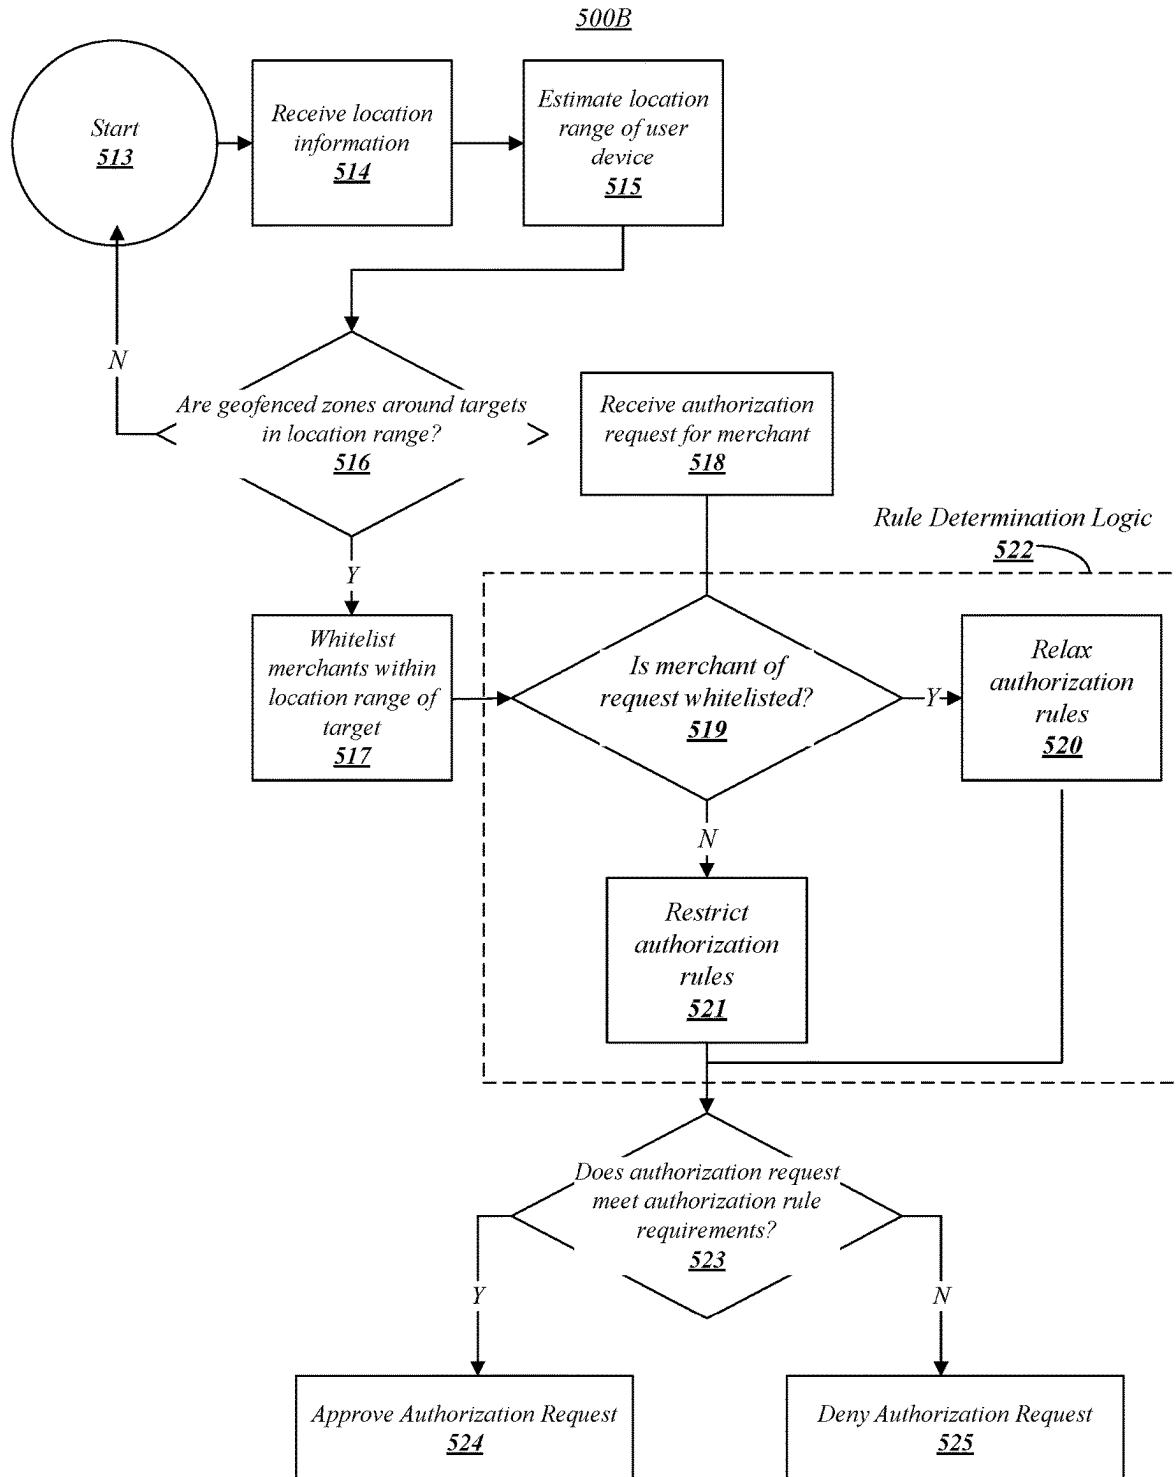 500B
Start
513
Receive location
information
514
Estimate location
range of user
device
515
N
Are geofenced zones around targets
in location range?
516
Receive authorization
request for merchant
518
Rule Determination Logic
522
Y
Whitelist
merchants within
location range of
target
517
Is merchant of
request whitelisted?
519
Y
Relax
authorization
rules
520
N
Restrict
authorization
rules
521
Does authorization request
meet authorization rule
requirements?
523
Y
N
Approve Authorization Request
524
Deny Authorization Request
525